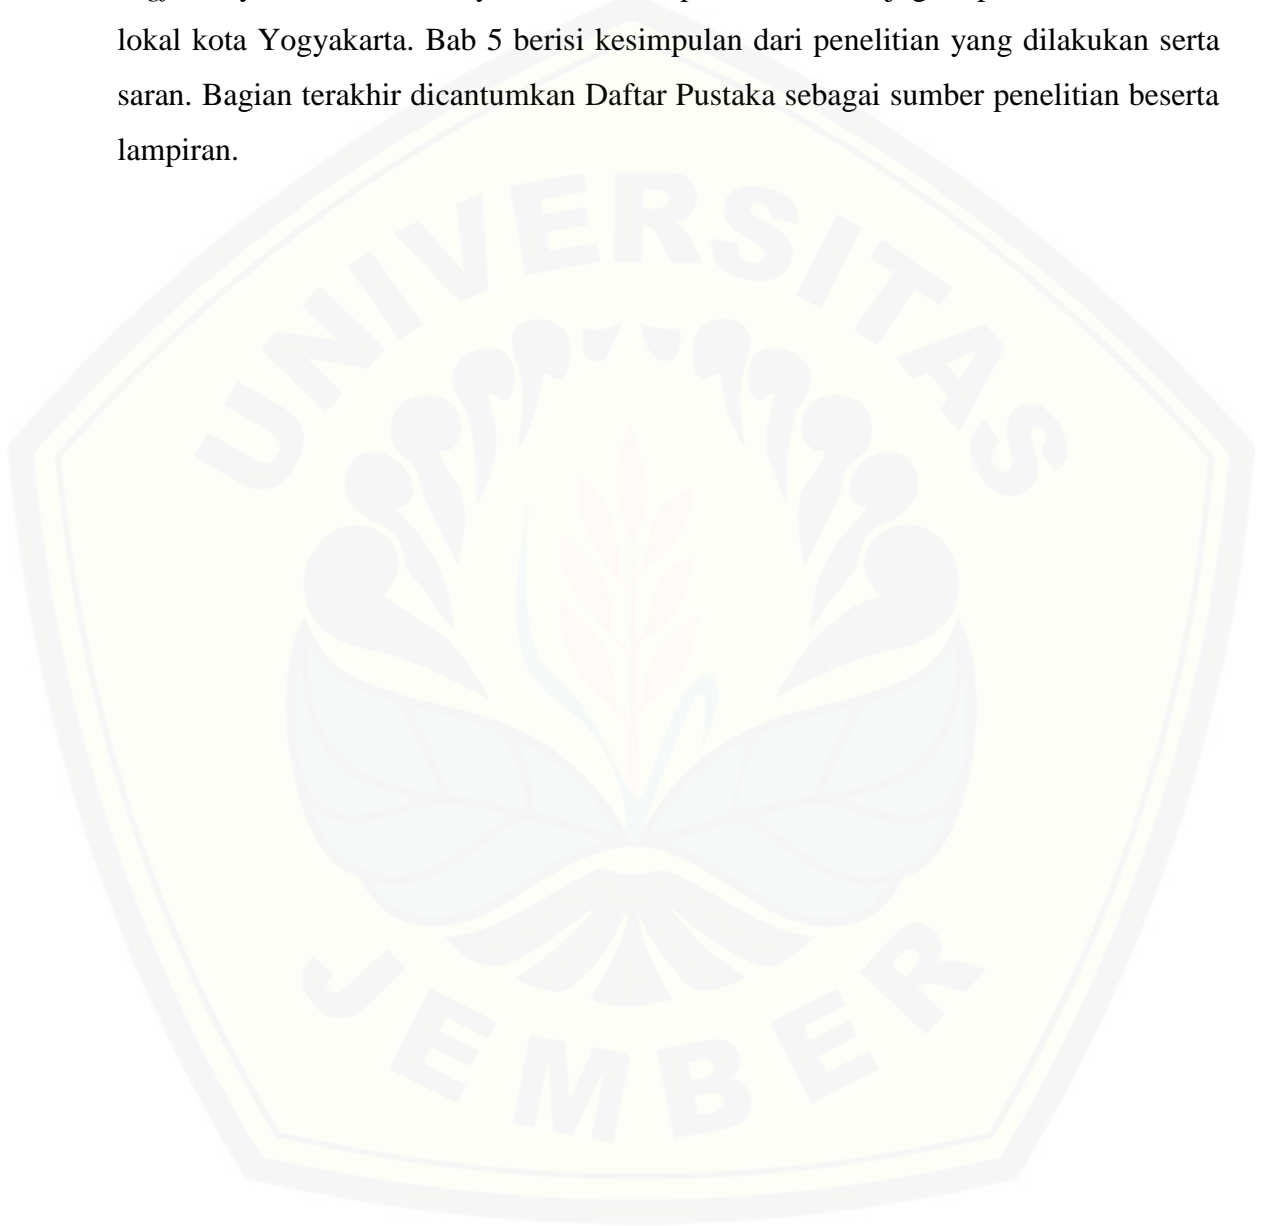 lokal kota Yogyakarta. Bab 5 berisi kesimpulan dari penelitian yang dilakukan serta
saran. Bagian terakhir dicantumkan Daftar Pustaka sebagai sumber penelitian beserta
lampiran.
UNIVERSITAS
JEMBER